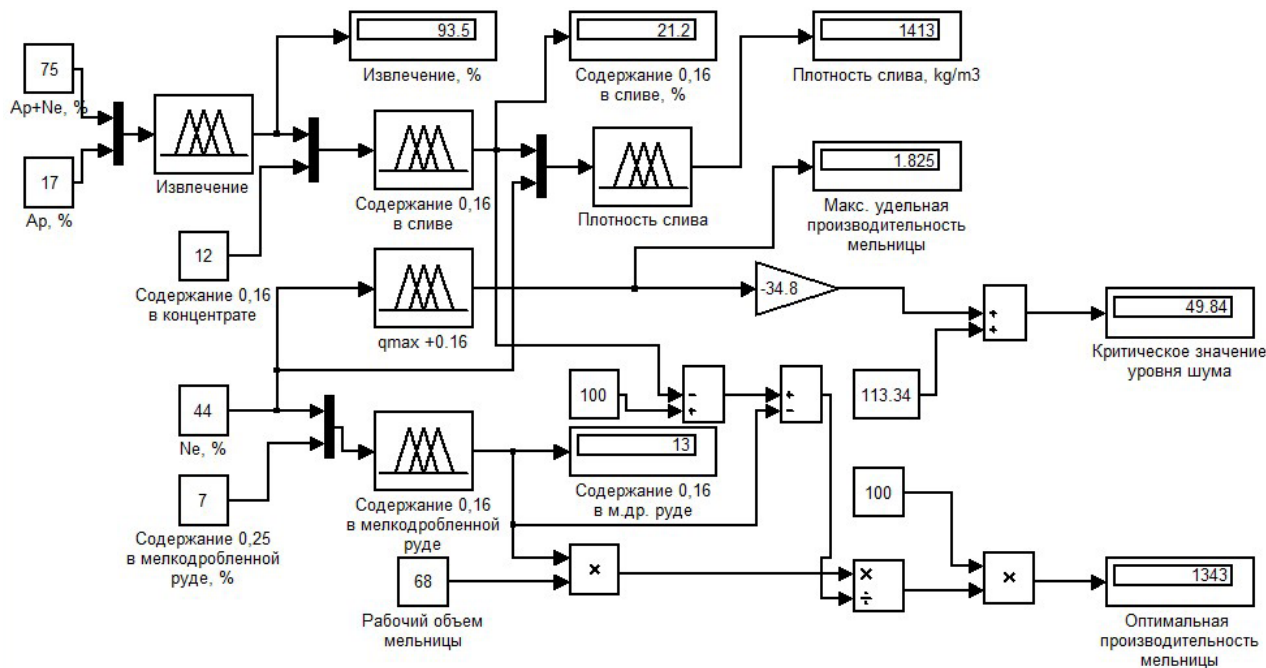 93.5
Извлечение, %
21.2
Содержание 0,16
в сливе, %
1413
Плотность слива, kg/m3
75
Ap+Ne, %
17
Ap, %
Извлечение
12
Содержание 0,16
в концентрате
Содержание 0,16
в сливе
Плотность слива
1.825
Макс. удельная
производительность
мельницы
qmax +0.16
-34.8
+
+
49.84
Критическое значение
уровня шума
113.34
44
Ne, %
7
Содержание 0,25
в мелкодробленной
руде, %
Содержание 0,16
в мелкодробленной
руде
100
-
+
+
-
13
Содержание 0,16
в м.др. руде
68
Рабочий объем
мельницы
×
×
÷
100
×
1343
Оптимальная
производительность
мельницы